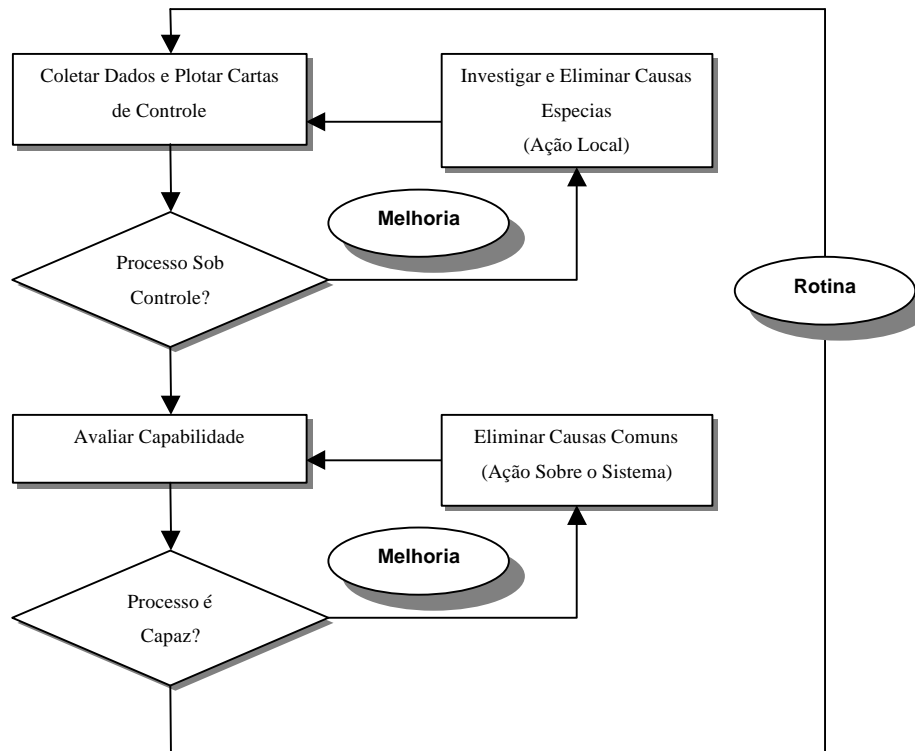 Coletar Dados e Plotar Cartas
de Controle
Investigar e Eliminar Causas
Especias
(Ação Local)
Melhoria
Processo Sob
Controle?
Rotina
Avaliar Capabilidade
Eliminar Causas Comuns
(Ação Sobre o Sistema)
Melhoria
Processo é
Capaz?